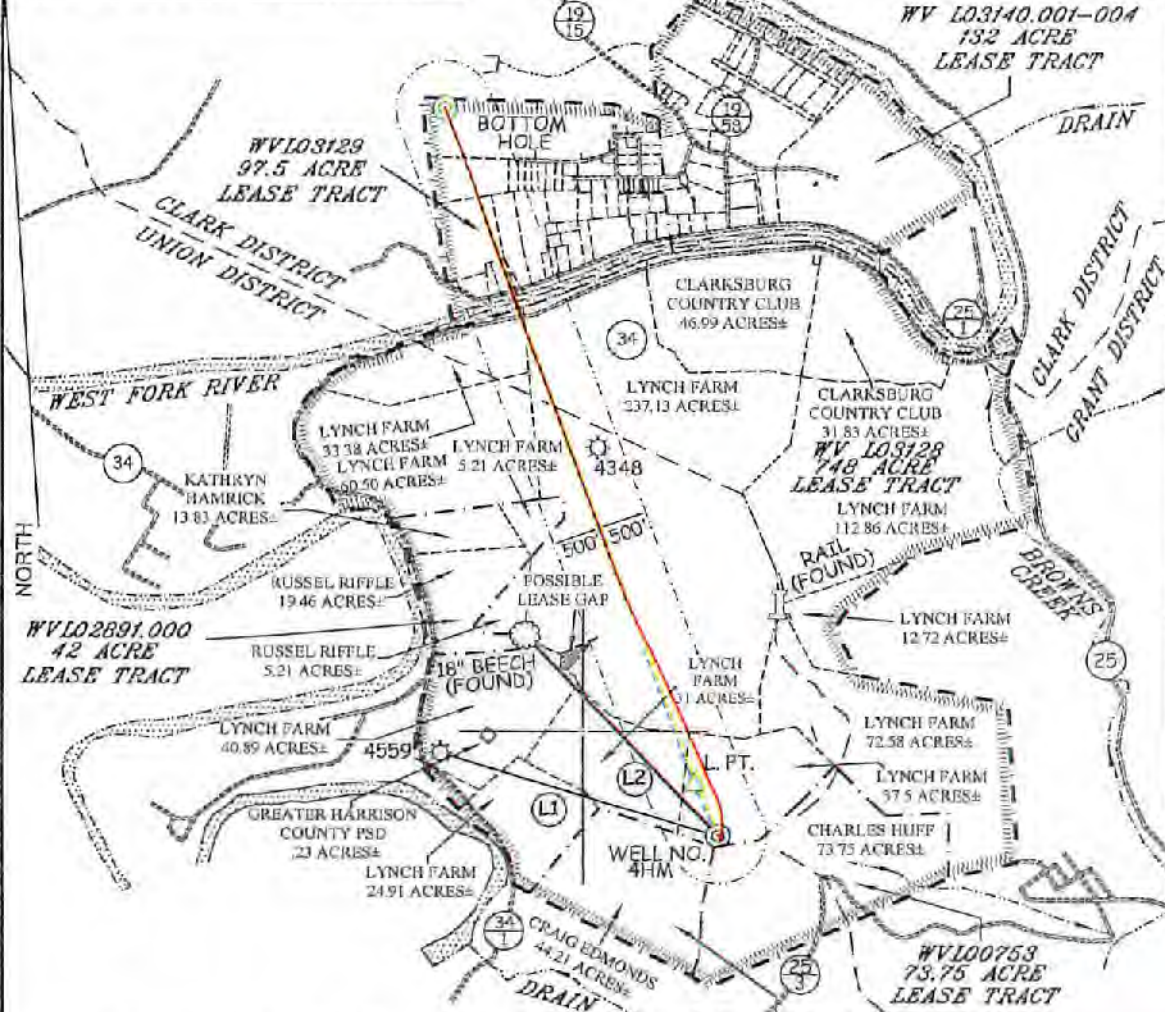 19
15
WV L03140.001-004
132 ACRE
LEASE TRACT
19
58
DRAIN
BOTTOM
HOLE
WVL03129
97.5 ACRE
LEASE TRACT
CLARK DISTRICT
UNION DISTRICT
CLARK DISTRICT
GRANT DISTRICT
CLARKSBURG
COUNTRY CLUB
46.99 ACRES±
34
25
1
WEST FORK RIVER
LYNCH FARM
237.13 ACRES±
CLARKSBURG
COUNTRY CLUB
31.83 ACRES±
WV L03128
748 ACRE
LEASE TRACT
LYNCH FARM
112.86 ACRES±
LYNCH FARM
33.38 ACRES±
LYNCH FARM
60.50 ACRES±
LYNCH FARM
5.21 ACRES±
4348
34
KATHRYN
HAMRICK
13.83 ACRES±
NORTH
500' 500'
RAIL
(FOUND)
BROWNS
CREEK
POSSIBLE
LEASE GAP
RUSSEL RIFFLE
19.46 ACRES±
WVL02891.000
42 ACRE
LEASE TRACT
RUSSEL RIFFLE
5.21 ACRES±
18" BEECH
(FOUND)
LYNCH FARM
12.72 ACRES±
25
LYNCH
FARM
31 ACRES±
LYNCH FARM
40.89 ACRES±
4559
LYNCH FARM
72.58 ACRES±
L. PT.
L2
L1
LYNCH FARM
57.5 ACRES±
GREATER HARRISON
COUNTY PSD
.23 ACRES±
WELL NO.
4HM
CHARLES HUFF
73.75 ACRES±
LYNCH FARM
24.91 ACRES±
34
1
CRAIG EDMONDS
44.21 ACRES±
DRAIN
25
3
WVL00753
73.75 ACRE
LEASE TRACT